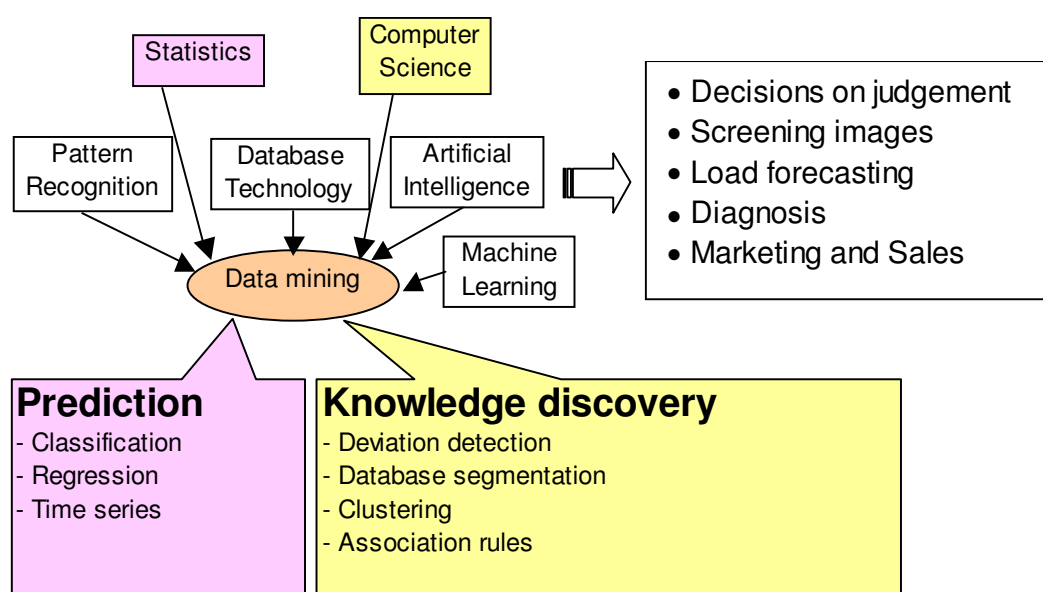 Statistics
Computer
Science
Pattern
Recognition
Database
Technology
Artificial
Intelligence
Machine
Learning
Data mining
• Decisions on judgement
• Screening images
• Load forecasting
• Diagnosis
• Marketing and Sales
Prediction
- Classification
- Regression
- Time series
Knowledge discovery
- Deviation detection
- Database segmentation
- Clustering
- Association rules